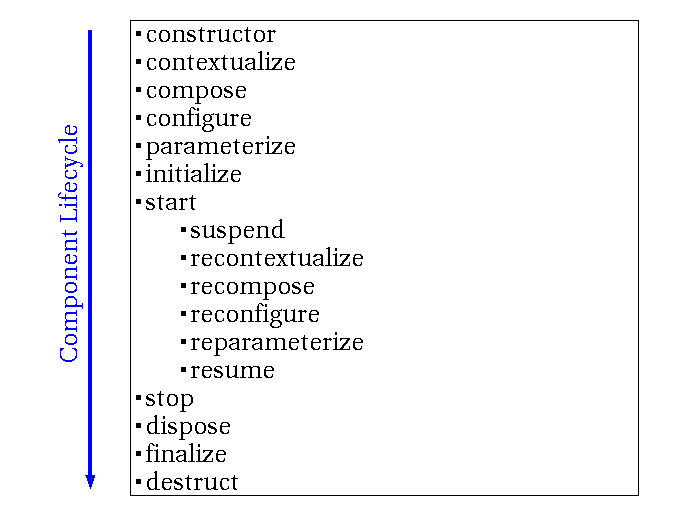 Component Lifecycle
▪constructor
▪contextualize
▪compose
▪configure
▪parameterize
▪initialize
▪start
▪suspend
▪recontextualize
▪recompose
▪reconfigure
▪reparameterize
▪resume
▪stop
▪dispose
▪finalize
▪destruct